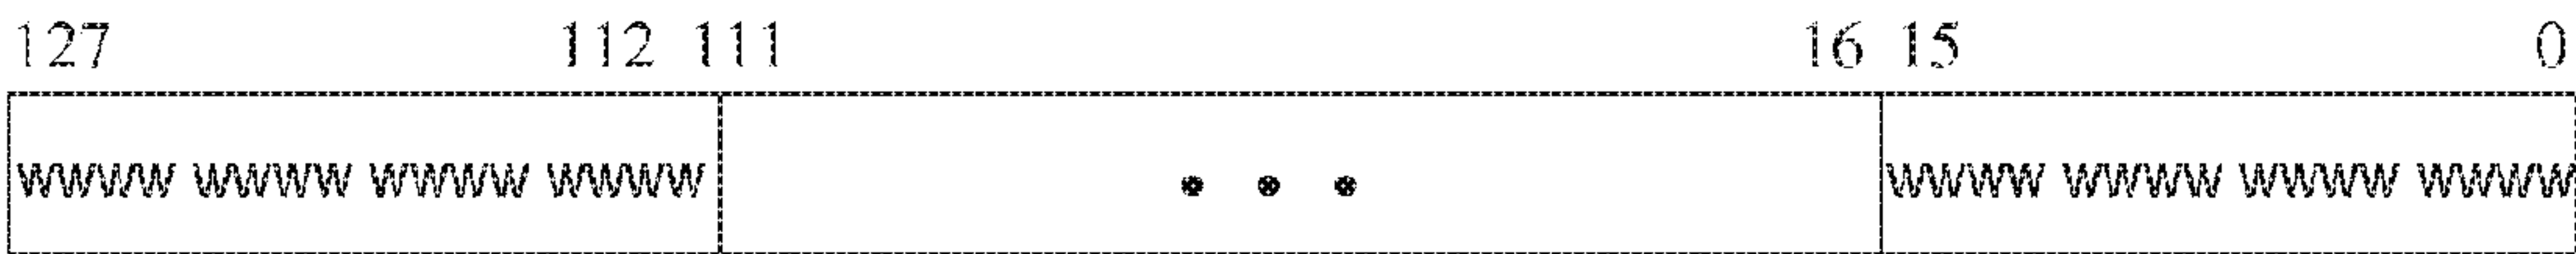 127 112 111 16 15 0
wwww wwww wwww wwww • • • wwww wwww wwww wwww